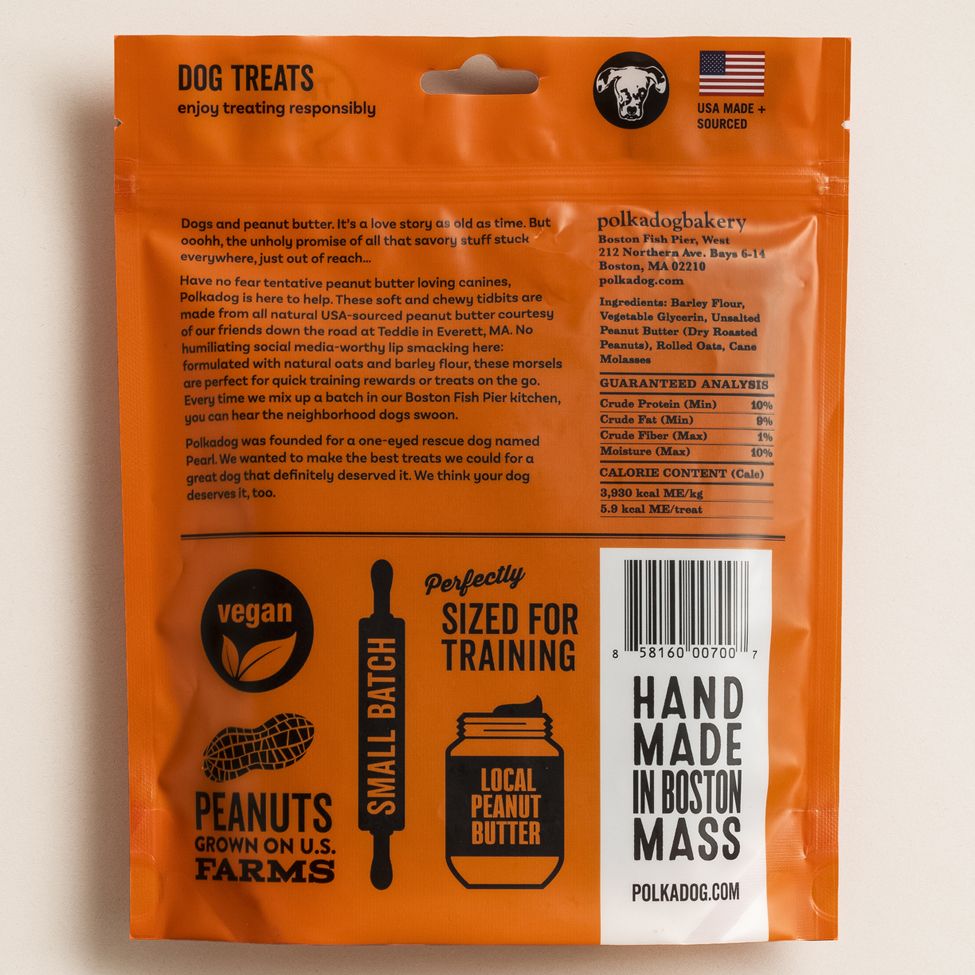 DOG TREATS
enjoy treating responsibly
USA MADE +
SOURCED
Dogs and peanut butter. It's a love story as old as time. But
ooohh, the unholy promise of all that savory stuff stuck
everywhere, just out of reach...
Have no fear tentative peanut butter loving canines,
Polkadog is here to help. These soft and chewy tidbits are
made from all natural USA-sourced peanut butter courtesy
of our friends down the road at Teddie in Everett, MA. No
humiliating social media-worthy lip smacking here:
formulated with natural oats and barley flour, these morsels
are perfect for quick training rewards or treats on the go.
Every time we mix up a batch in our Boston Fish Pier kitchen,
you can hear the neighborhood dogs swoon.
Polkadog was founded for a one-eyed rescue dog named
Pearl. We wanted to make the best treats we could for a
great dog that definitely deserved it. We think your dog
deserves it, too.
polkadogbakery
Boston Fish Pier, West
212 Northern Ave. Bays 6-14
Boston, MA 02210
polkadog.com
Ingredients: Barley Flour,
Vegetable Glycerin, Unsalted
Peanut Butter (Dry Roasted
Peanuts), Rolled Oats, Cane
Molasses
GUARANTEED ANALYSIS
Crude Protein (Min) 10%
Crude Fat (Min) 9%
Crude Fiber (Max) 1%
Moisture (Max) 10%
CALORIE CONTENT (Calc)
3,930 kcal ME/kg
5.9 kcal ME/treat
vegan
PEANUTS
GROWN ON U.S.
FARMS
SMALL BATCH
Perfectly
SIZED FOR
TRAINING
LOCAL
PEANUT
BUTTER
8 58160 00700 7
HAND
MADE
IN BOSTON
MASS
POLKADOG.COM